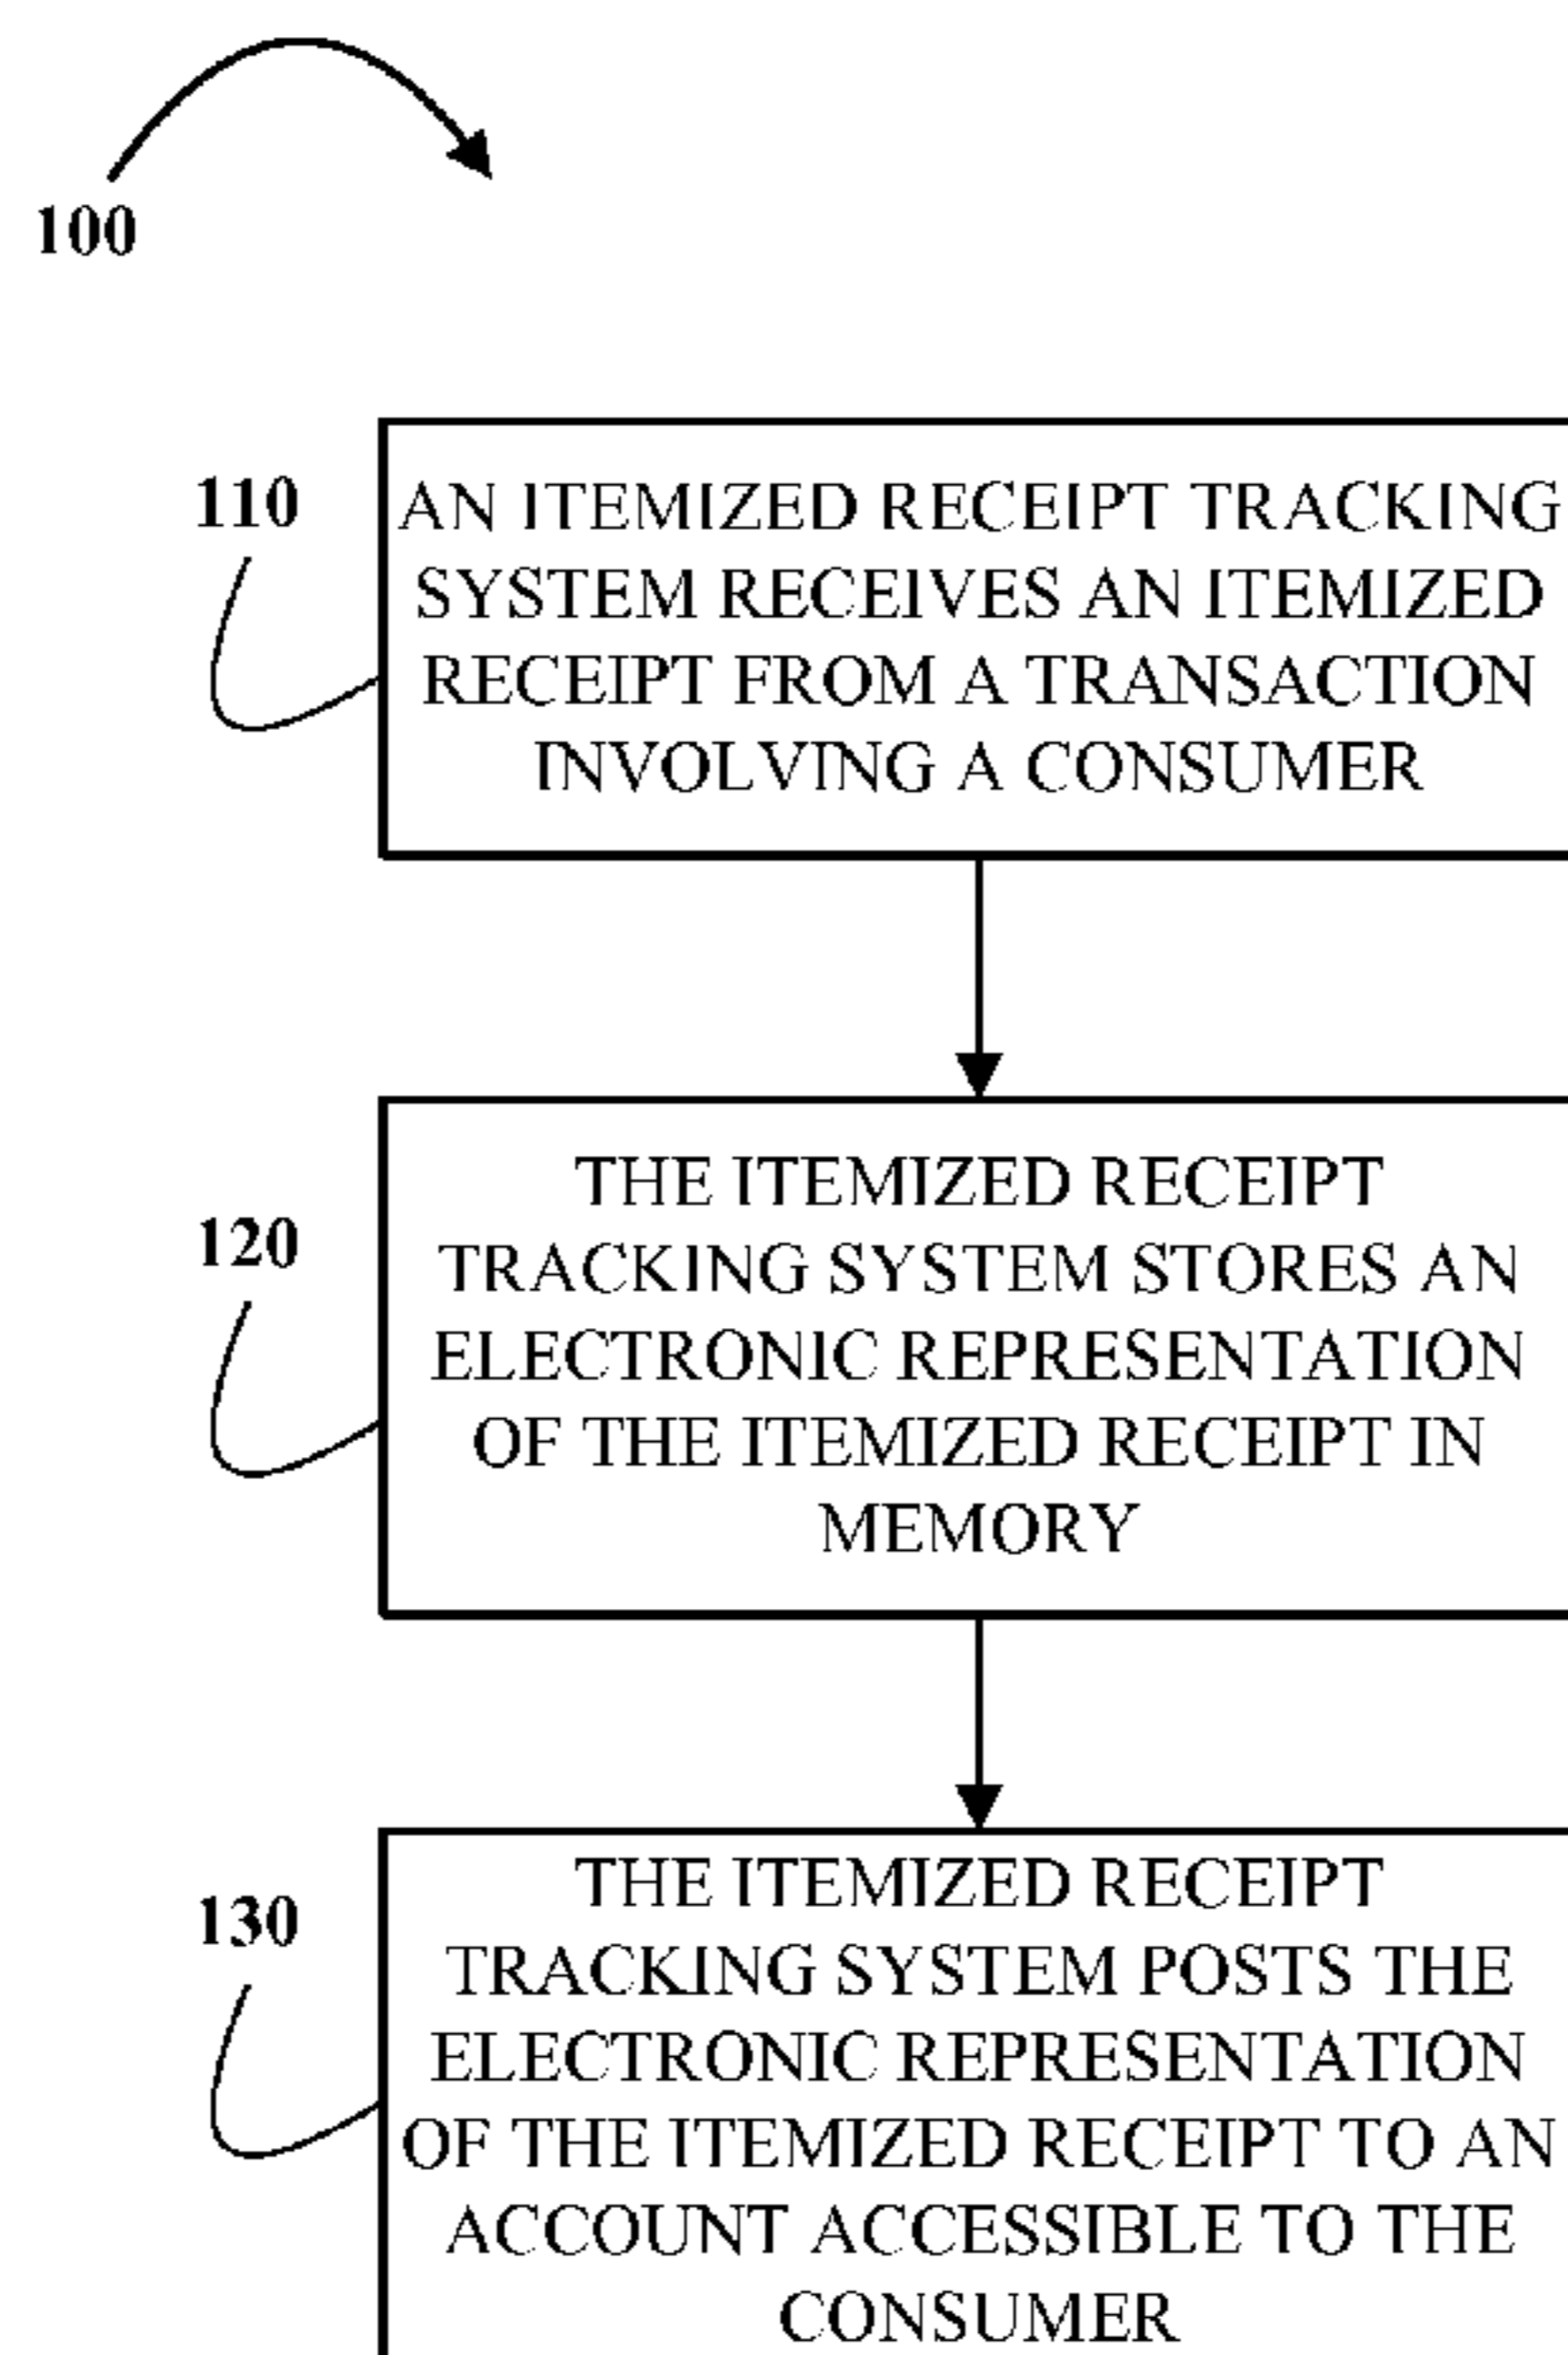 100
110
AN ITEMIZED RECEIPT TRACKING
SYSTEM RECEIVES AN ITEMIZED
RECEIPT FROM A TRANSACTION
INVOLVING A CONSUMER
120
THE ITEMIZED RECEIPT
TRACKING SYSTEM STORES AN
ELECTRONIC REPRESENTATION
OF THE ITEMIZED RECEIPT IN
MEMORY
130
THE ITEMIZED RECEIPT
TRACKING SYSTEM POSTS THE
ELECTRONIC REPRESENTATION
OF THE ITEMIZED RECEIPT TO AN
ACCOUNT ACCESSIBLE TO THE
CONSUMER